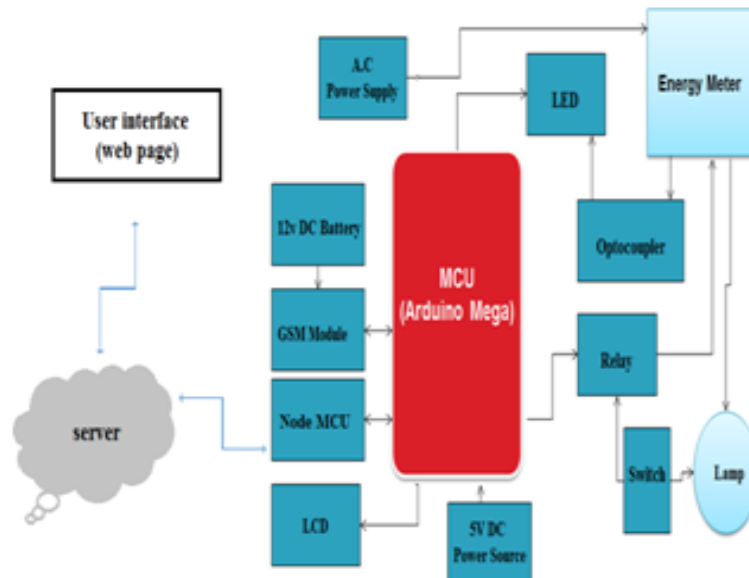 A.C
Power Supply
LED
Energy Meter
User interface
(web page)
12v DC Battery
Optocoupler
MCU
(Arduino Mega)
GSM Module
Relay
Node MCU
server
Switch
Lamp
LCD
5V DC
Power Source